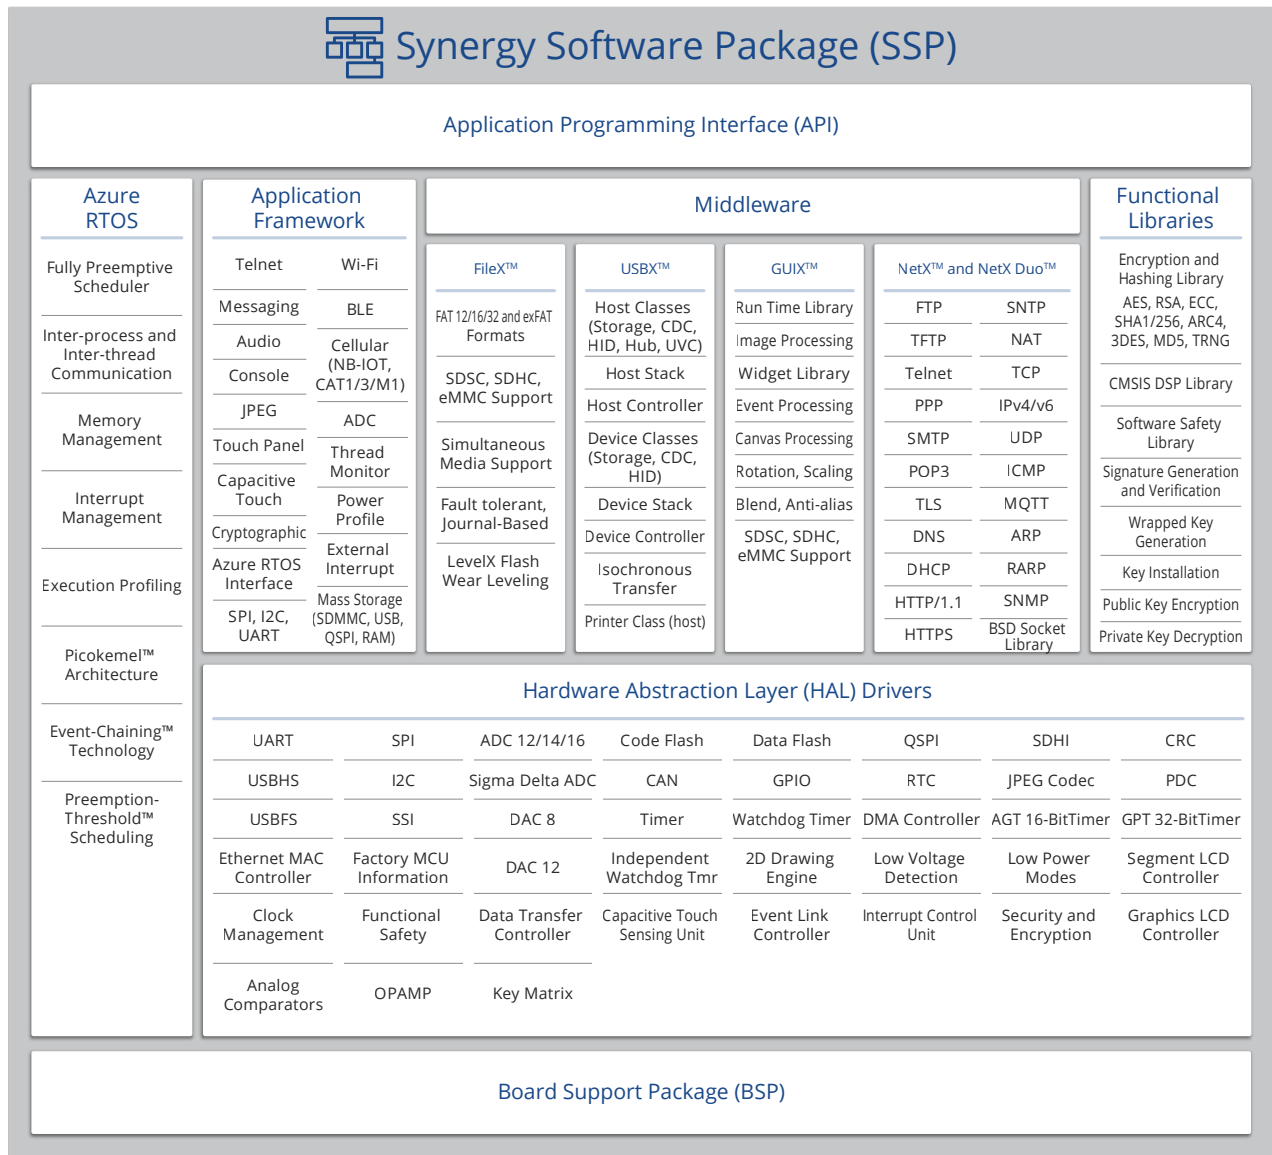 Synergy Software Package (SSP)
Application Programming Interface (API)
Azure
RTOS
Fully Preemptive
Scheduler
Inter-process and
Inter-thread
Communication
Memory
Management
Interrupt
Management
Execution Profiling
Picokemel™
Architecture
Event-Chaining™
Technology
Preemption-
Threshold™
Scheduling
Application
Framework
Telnet
Messaging
Audio
Console
JPEG
Touch Panel
Capacitive
Touch
Cryptographic
Azure RTOS
Interface
SPI, I2C,
UART
Wi-Fi
BLE
Cellular
(NB-IOT,
CAT1/3/M1)
ADC
Thread
Monitor
Power
Profile
External
Interrupt
Mass Storage
(SDMMC, USB,
QSPI, RAM)
Middleware
FileX™
FAT 12/16/32 and exFAT
Formats
SDSC, SDHC,
eMMC Support
Simultaneous
Media Support
Fault tolerant,
Journal-Based
LevelX Flash
Wear Leveling
USBX™
Host Classes
(Storage, CDC,
HID, Hub, UVC)
Host Stack
Host Controller
Device Classes
(Storage, CDC,
HID)
Device Stack
Device Controller
Isochronous
Transfer
Printer Class (host)
GUIX™
Run Time Library
Image Processing
Widget Library
Event Processing
Canvas Processing
Rotation, Scaling
Blend, Anti-alias
SDSC, SDHC,
eMMC Support
NetX™ and NetX Duo™
FTP
TFTP
Telnet
PPP
SMTP
POP3
TLS
DNS
DHCP
HTTP/1.1
HTTPS
SNTP
NAT
TCP
IPv4/v6
UDP
ICMP
MQTT
ARP
RARP
SNMP
BSD Socket
Library
Functional
Libraries
Encryption and
Hashing Library
AES, RSA, ECC,
SHA1/256, ARC4,
3DES, MD5, TRNG
CMSIS DSP Library
Software Safety
Library
Signature Generation
and Verification
Wrapped Key
Generation
Key Installation
Public Key Encryption
Private Key Decryption
Hardware Abstraction Layer (HAL) Drivers
UART
SPI
ADC 12/14/16
Code Flash
Data Flash
QSPI
SDHI
CRC
USBHS
I2C
Sigma Delta ADC
CAN
GPIO
RTC
JPEG Codec
PDC
USBFS
SSI
DAC 8
Timer
Watchdog Timer
DMA Controller
AGT 16-BitTimer
GPT 32-BitTimer
Ethernet MAC
Controller
Factory MCU
Information
DAC 12
Independent
Watchdog Tmr
2D Drawing
Engine
Low Voltage
Detection
Low Power
Modes
Segment LCD
Controller
Clock
Management
Functional
Safety
Data Transfer
Controller
Capacitive Touch
Sensing Unit
Event Link
Controller
Interrupt Control
Unit
Security and
Encryption
Graphics LCD
Controller
Analog
Comparators
OPAMP
Key Matrix
Board Support Package (BSP)